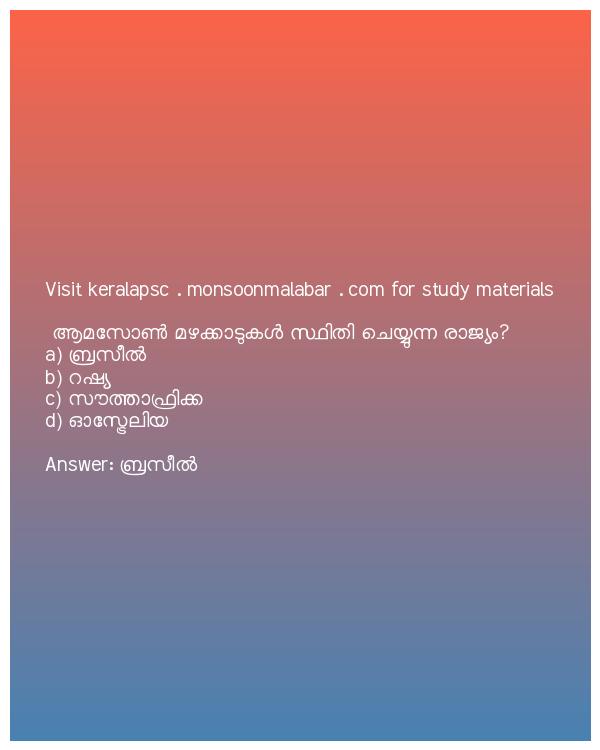 Visit keralapsc . monsoonmalabar . com for study materials
ആമസോൺ മഴക്കാടുകൾ സ്ഥിതി ചെയ്യുന്ന രാജ്യം?
a) ബ്രസീൽ
b) റഷ്യ
c) സൗത്താഫ്രിക്ക
d) ഓസ്ട്രേലിയ
Answer: ബ്രസീൽ